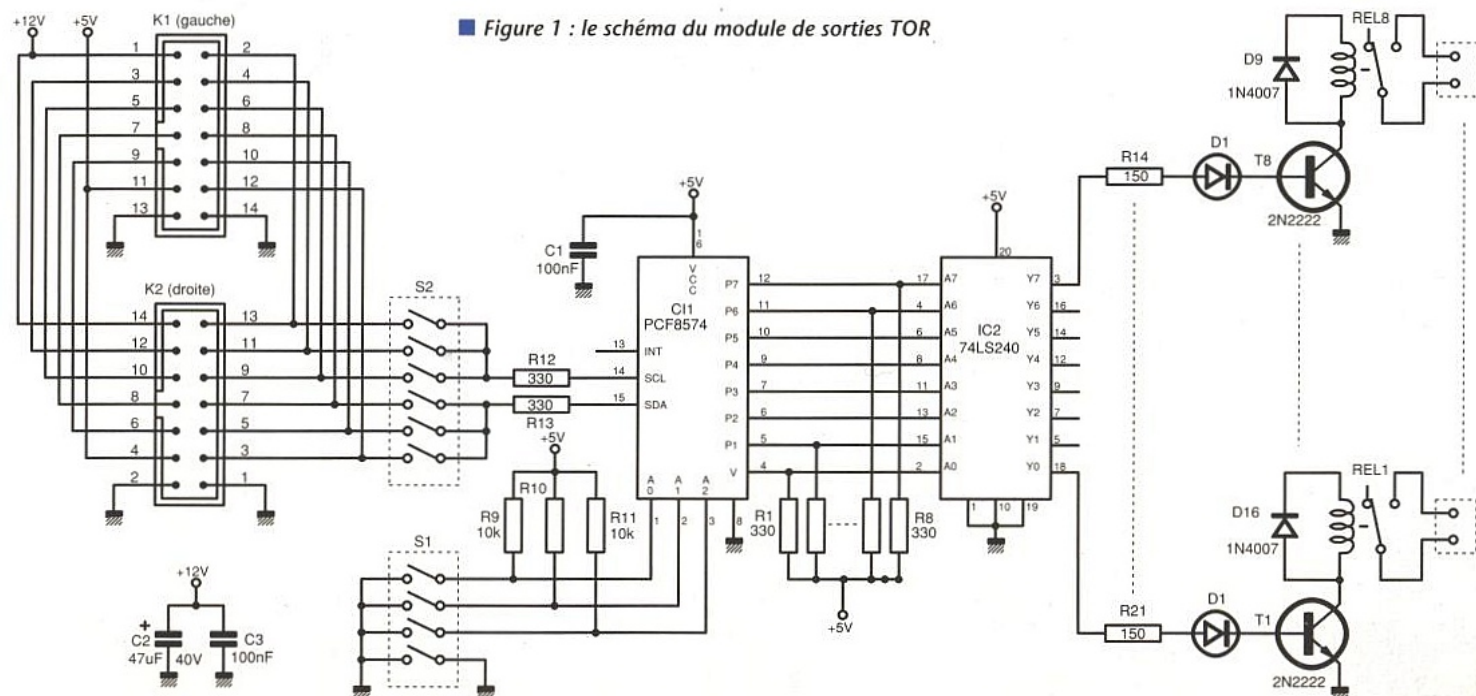 Figure 1 : le schéma du module de sorties TOR
+12V
+5V
K1 (gauche)
1 2
3 4
5 6
7 8
9 10
11 12
13 14
K2 (droite)
14 13
12 11
10 9
8 7
6 5
4 3
2 1
S2
R12
330
330
R13
+5V
R9
10k
R10
R11
10k
S1
+12V
+
C2
47uF
40V
C3
100nF
+5V
C1
100nF
1
6
VCC
CI1
PCF8574
13 INT
14 SCL
15 SDA
A0 A1 A2
1 2 3 8
P7 12
P6 11
P5 10
P4 9
P3 7
P2 6
P1 5
V 4
R1
330
R8
330
+5V
+5V
20
IC2
74LS240
17 A7 Y7 3
4 A6 Y6 16
6 A5 Y5 14
8 A4 Y4 12
11 A3 Y3 9
13 A2 Y2 7
15 A1 Y1 5
2 A0 Y0 18
1 10 19
R14
150
D1
T8
2N2222
D9
1N4007
REL8
R21
150
D1
T1
2N2222
D16
1N4007
REL1